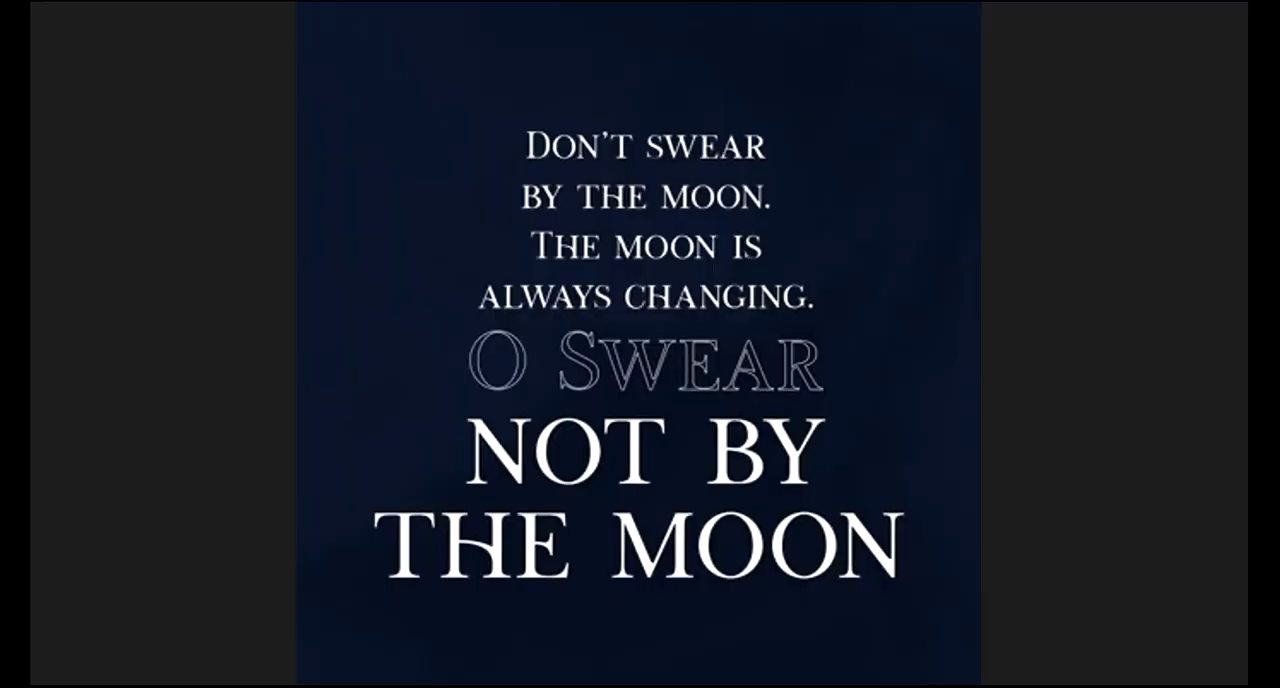 Don't swear
by the moon.
The moon is
always changing.
O Swear
NOT BY
THE MOON